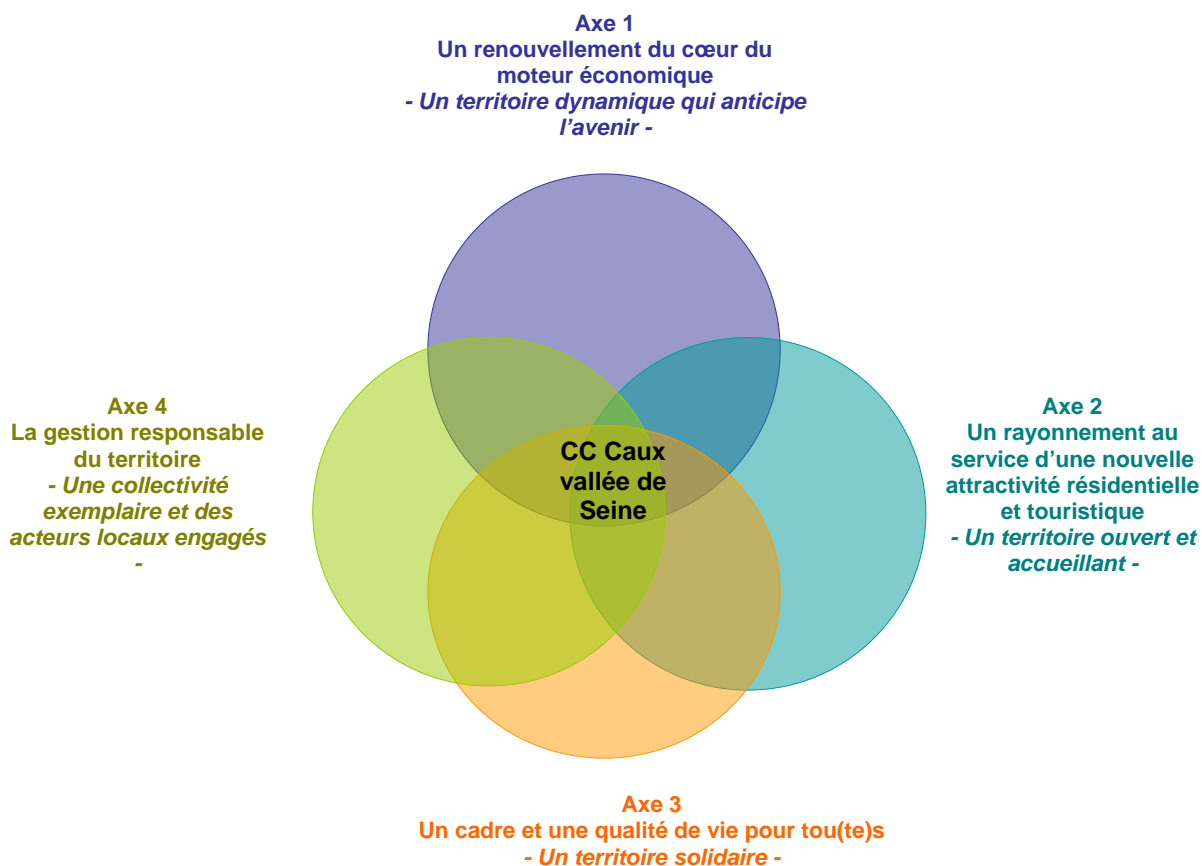 Axe 1
Un renouvellement du cœur du
moteur économique
- Un territoire dynamique qui anticipe
l’avenir -
Axe 4
La gestion responsable
du territoire
- Une collectivité
exemplaire et des
acteurs locaux engagés
-
CC Caux
vallée de
Seine
Axe 2
Un rayonnement au
service d’une nouvelle
attractivité résidentielle
et touristique
- Un territoire ouvert et
accueillant -
Axe 3
Un cadre et une qualité de vie pour tou(te)s
- Un territoire solidaire -